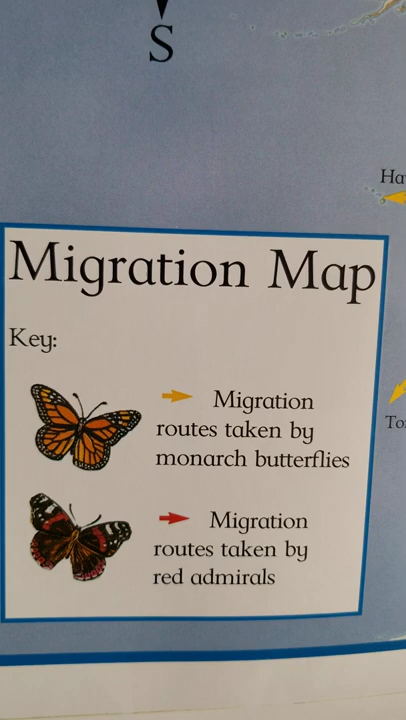 S
Migration Map
Key:
Migration
routes taken by
monarch butterflies
Migration
routes taken by
red admirals